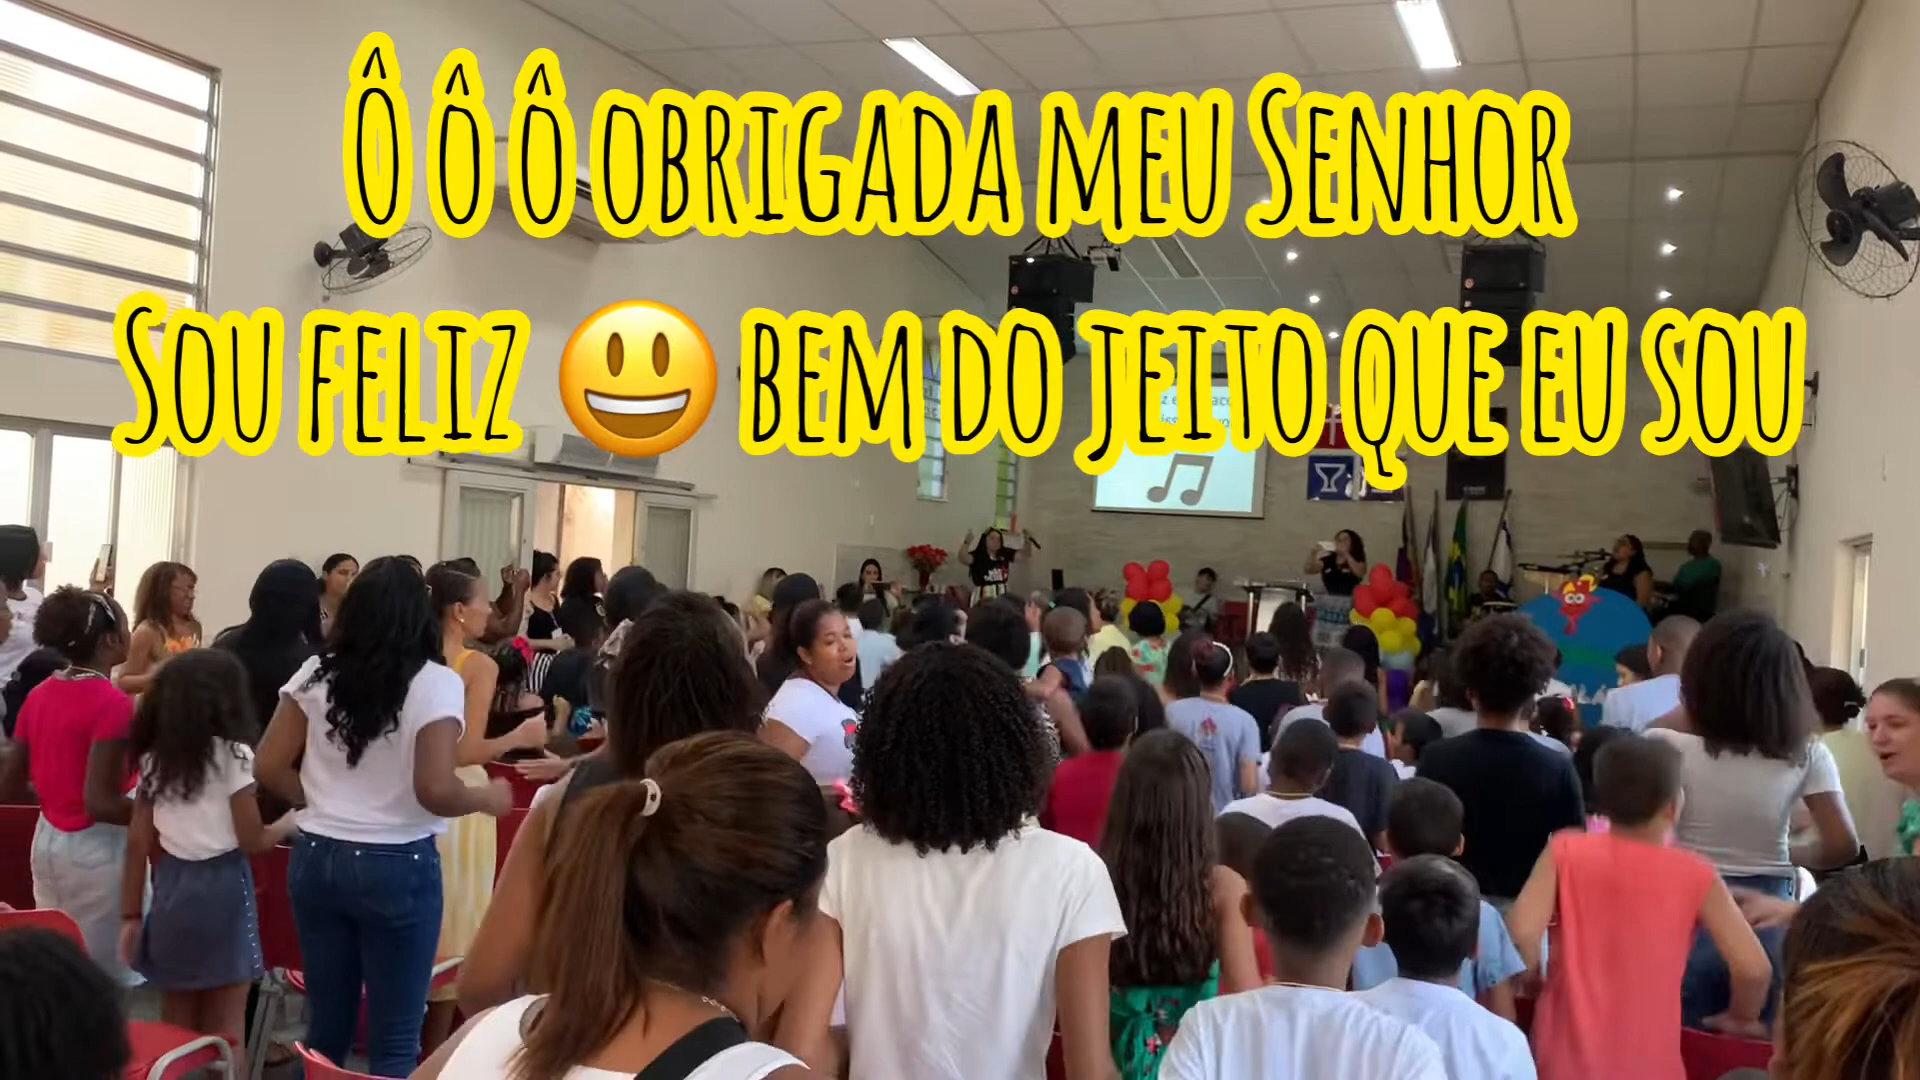 Ô Ô Ô OBRIGADA MEU SENHOR
SOU FELIZ 😃 BEM DO JEITO QUE EU SOU